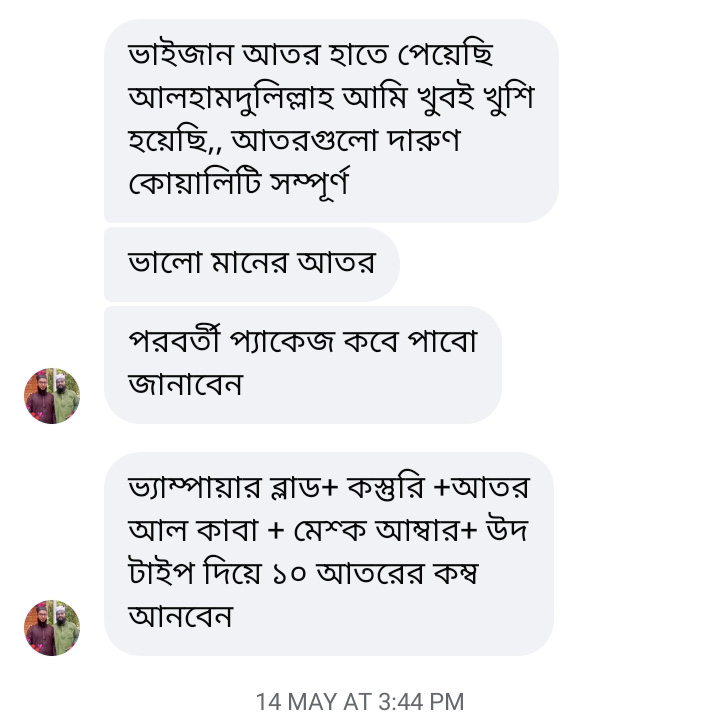 ভাইজান আতর হাতে পেয়েছি
আলহামদুলিল্লাহ আমি খুবই খুশি
হয়েছি,, আতরগুলো দারুণ
কোয়ালিটি সম্পূর্ণ
ভালো মানের আতর
পরবর্তী প্যাকেজ কবে পাবো
জানাবেন
ভ্যাম্পায়ার ব্লাড+ কস্তুরি +আতর
আল কাবা + মেশ্ক আম্বার+ উদ
টাইপ দিয়ে ১০ আতরের কম্ব
আনবেন
14 MAY AT 3:44 PM